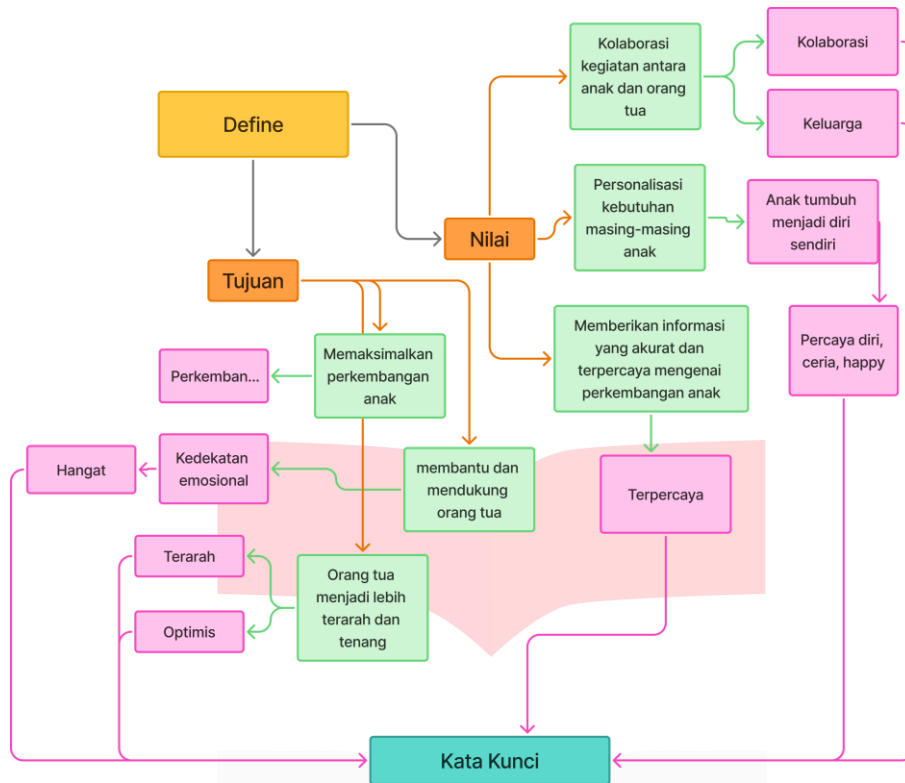 Kolaborasi
kegiatan antara
anak dan orang
tua
Kolaborasi
Keluarga
Define
Personalisasi
kebutuhan
masing-masing
anak
Anak tumbuh
menjadi diri
sendiri
Nilai
Tujuan
Memberikan informasi
yang akurat dan
terpercaya mengenai
perkembangan anak
Percaya diri,
ceria, happy
Memaksimalkan
perkembangan
anak
Perkemban...
Hangat
Kedekatan
emosional
membantu dan
mendukung
orang tua
Terpercaya
Terarah
Optimis
Orang tua
menjadi lebih
terarah dan
tenang
Kata Kunci